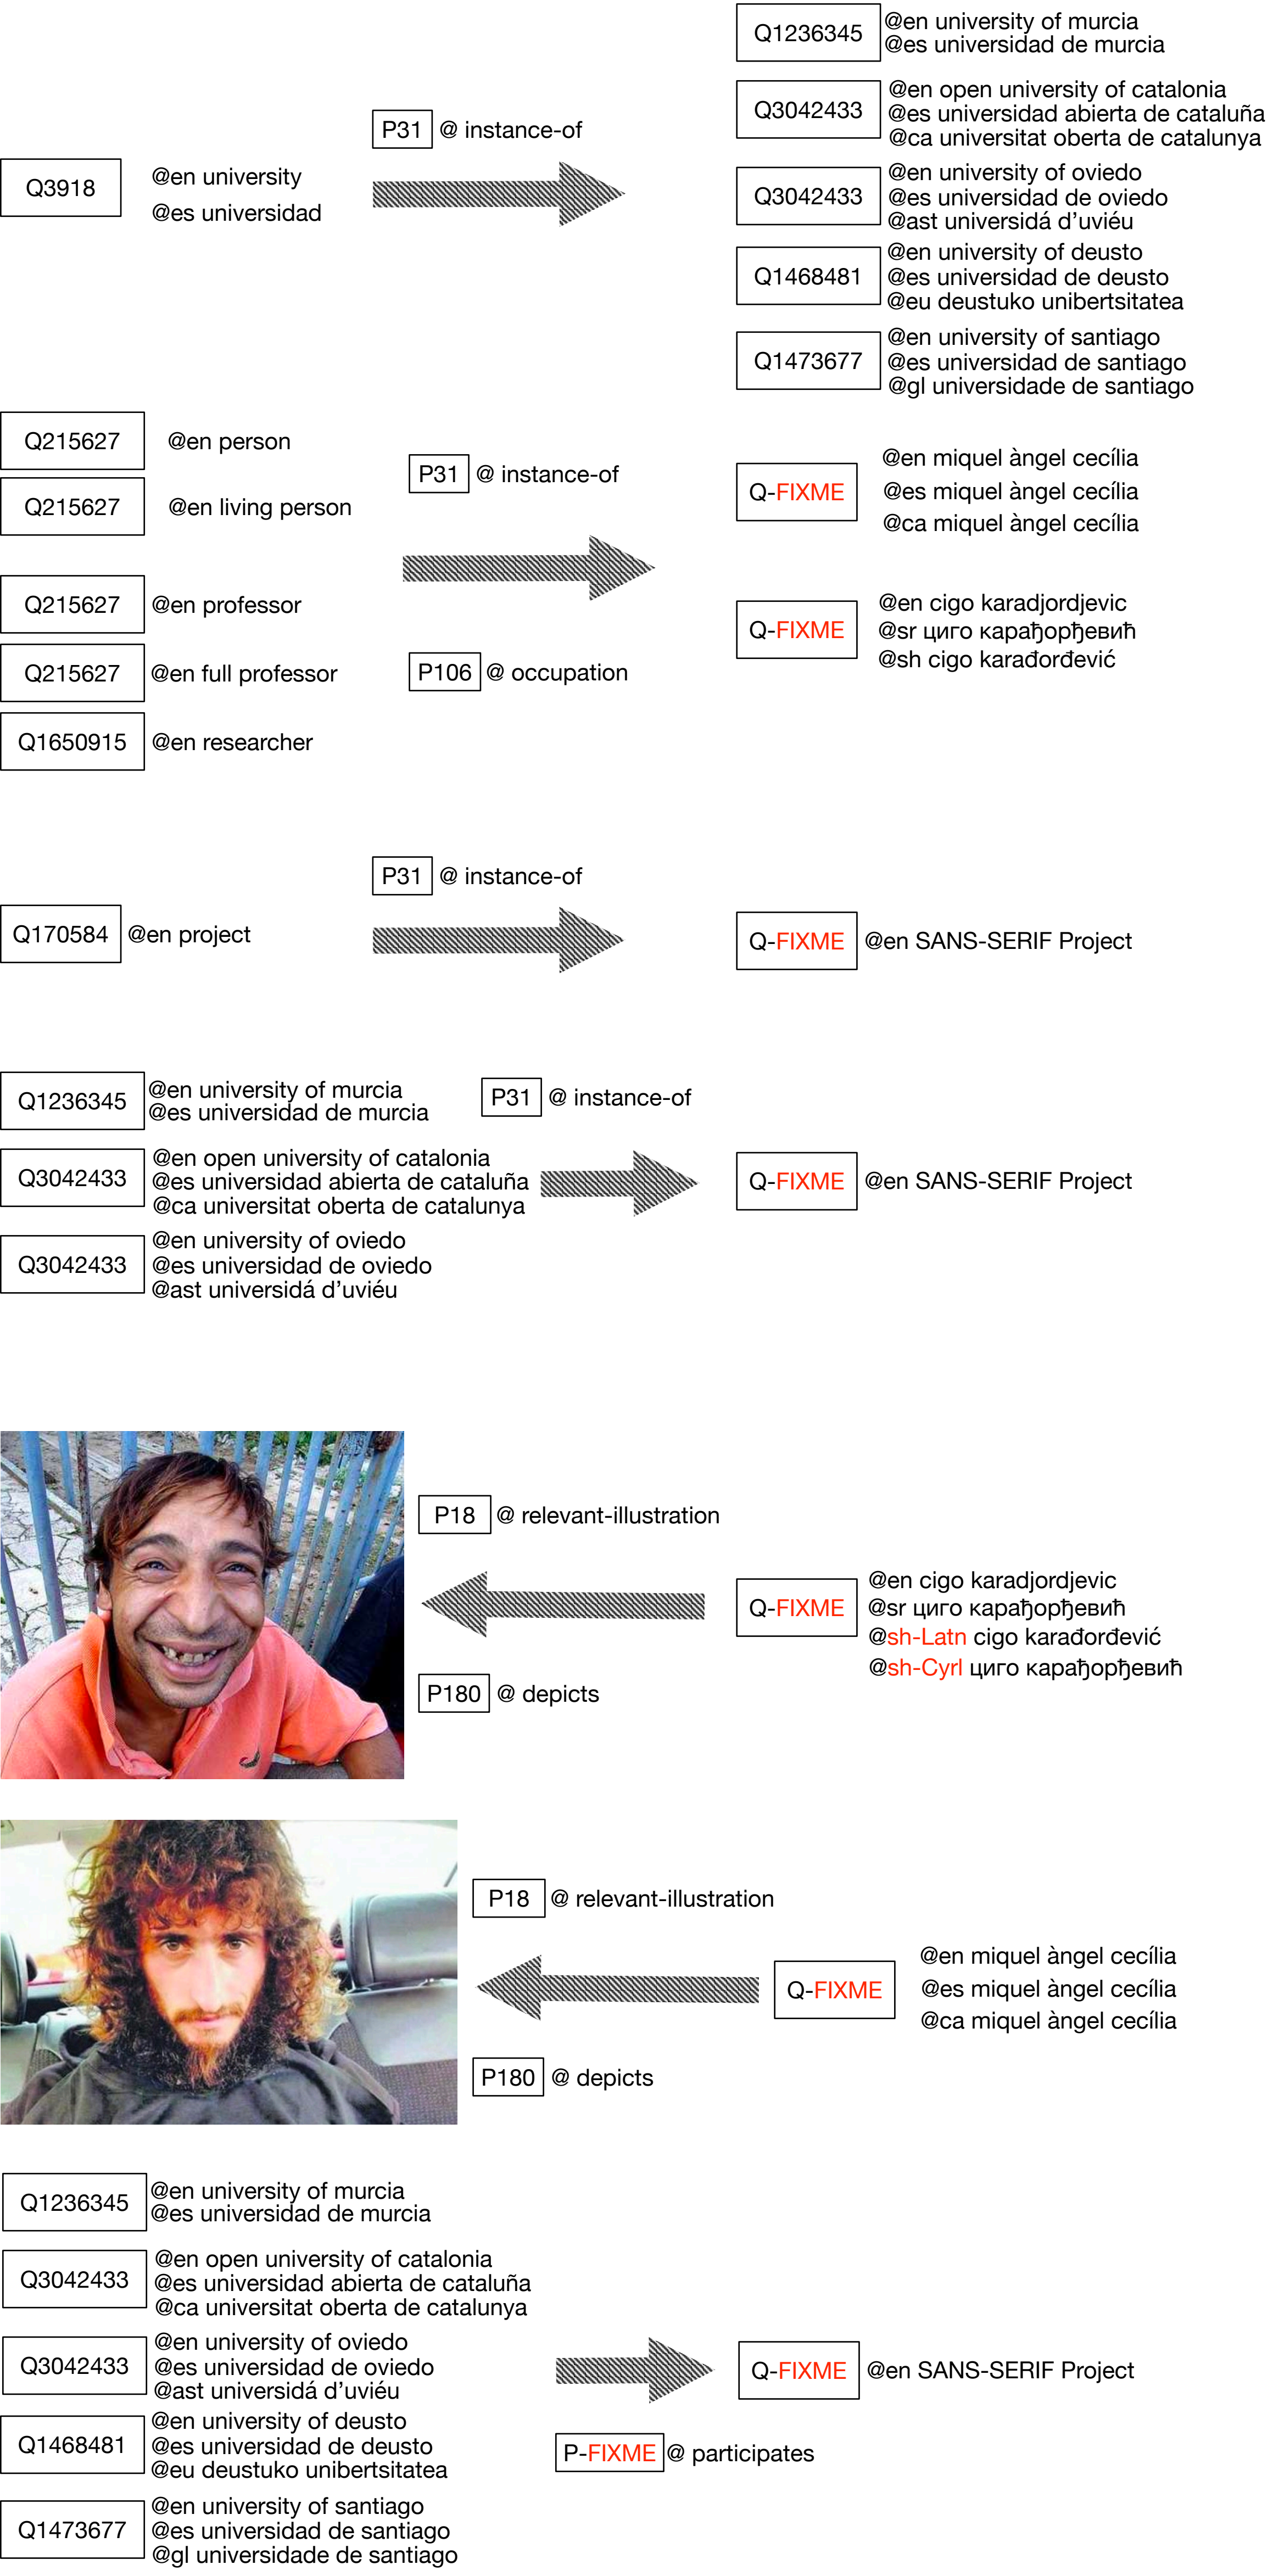 Q1236345 @en university of murcia
@es universidad de murcia
Q3042433 @en open university of catalonia
@es universidad abierta de cataluña
@ca universitat oberta de catalunya
P31 @ instance-of
Q3918 @en university
@es universidad
Q3042433 @en university of oviedo
@es universidad de oviedo
@ast universidá d’uviéu
Q1468481 @en university of deusto
@es universidad de deusto
@eu deustuko unibertsitatea
Q1473677 @en university of santiago
@es universidad de santiago
@gl universidade de santiago
Q215627 @en person
Q215627 @en living person
Q215627 @en professor
Q215627 @en full professor
Q1650915 @en researcher
P31 @ instance-of
P106 @ occupation
Q-FIXME @en miquel àngel cecília
@es miquel àngel cecília
@ca miquel àngel cecília
Q-FIXME @en cigo karadjordjevic
@sr циго карађорђевић
@sh cigo karađorđević
P31 @ instance-of
Q170584 @en project
Q-FIXME @en SANS-SERIF Project
Q1236345 @en university of murcia
@es universidad de murcia
P31 @ instance-of
Q3042433 @en open university of catalonia
@es universidad abierta de cataluña
@ca universitat oberta de catalunya
Q-FIXME @en SANS-SERIF Project
Q3042433 @en university of oviedo
@es universidad de oviedo
@ast universidá d’uviéu
P18 @ relevant-illustration
Q-FIXME @en cigo karadjordjevic
@sr циго карађорђевић
@sh-Latn cigo karađorđević
@sh-Cyrl циго карађорђевић
P180 @ depicts
P18 @ relevant-illustration
Q-FIXME @en miquel àngel cecília
@es miquel àngel cecília
@ca miquel àngel cecília
P180 @ depicts
Q1236345 @en university of murcia
@es universidad de murcia
Q3042433 @en open university of catalonia
@es universidad abierta de cataluña
@ca universitat oberta de catalunya
Q3042433 @en university of oviedo
@es universidad de oviedo
@ast universidá d’uviéu
Q-FIXME @en SANS-SERIF Project
Q1468481 @en university of deusto
@es universidad de deusto
@eu deustuko unibertsitatea
P-FIXME @ participates
Q1473677 @en university of santiago
@es universidad de santiago
@gl universidade de santiago